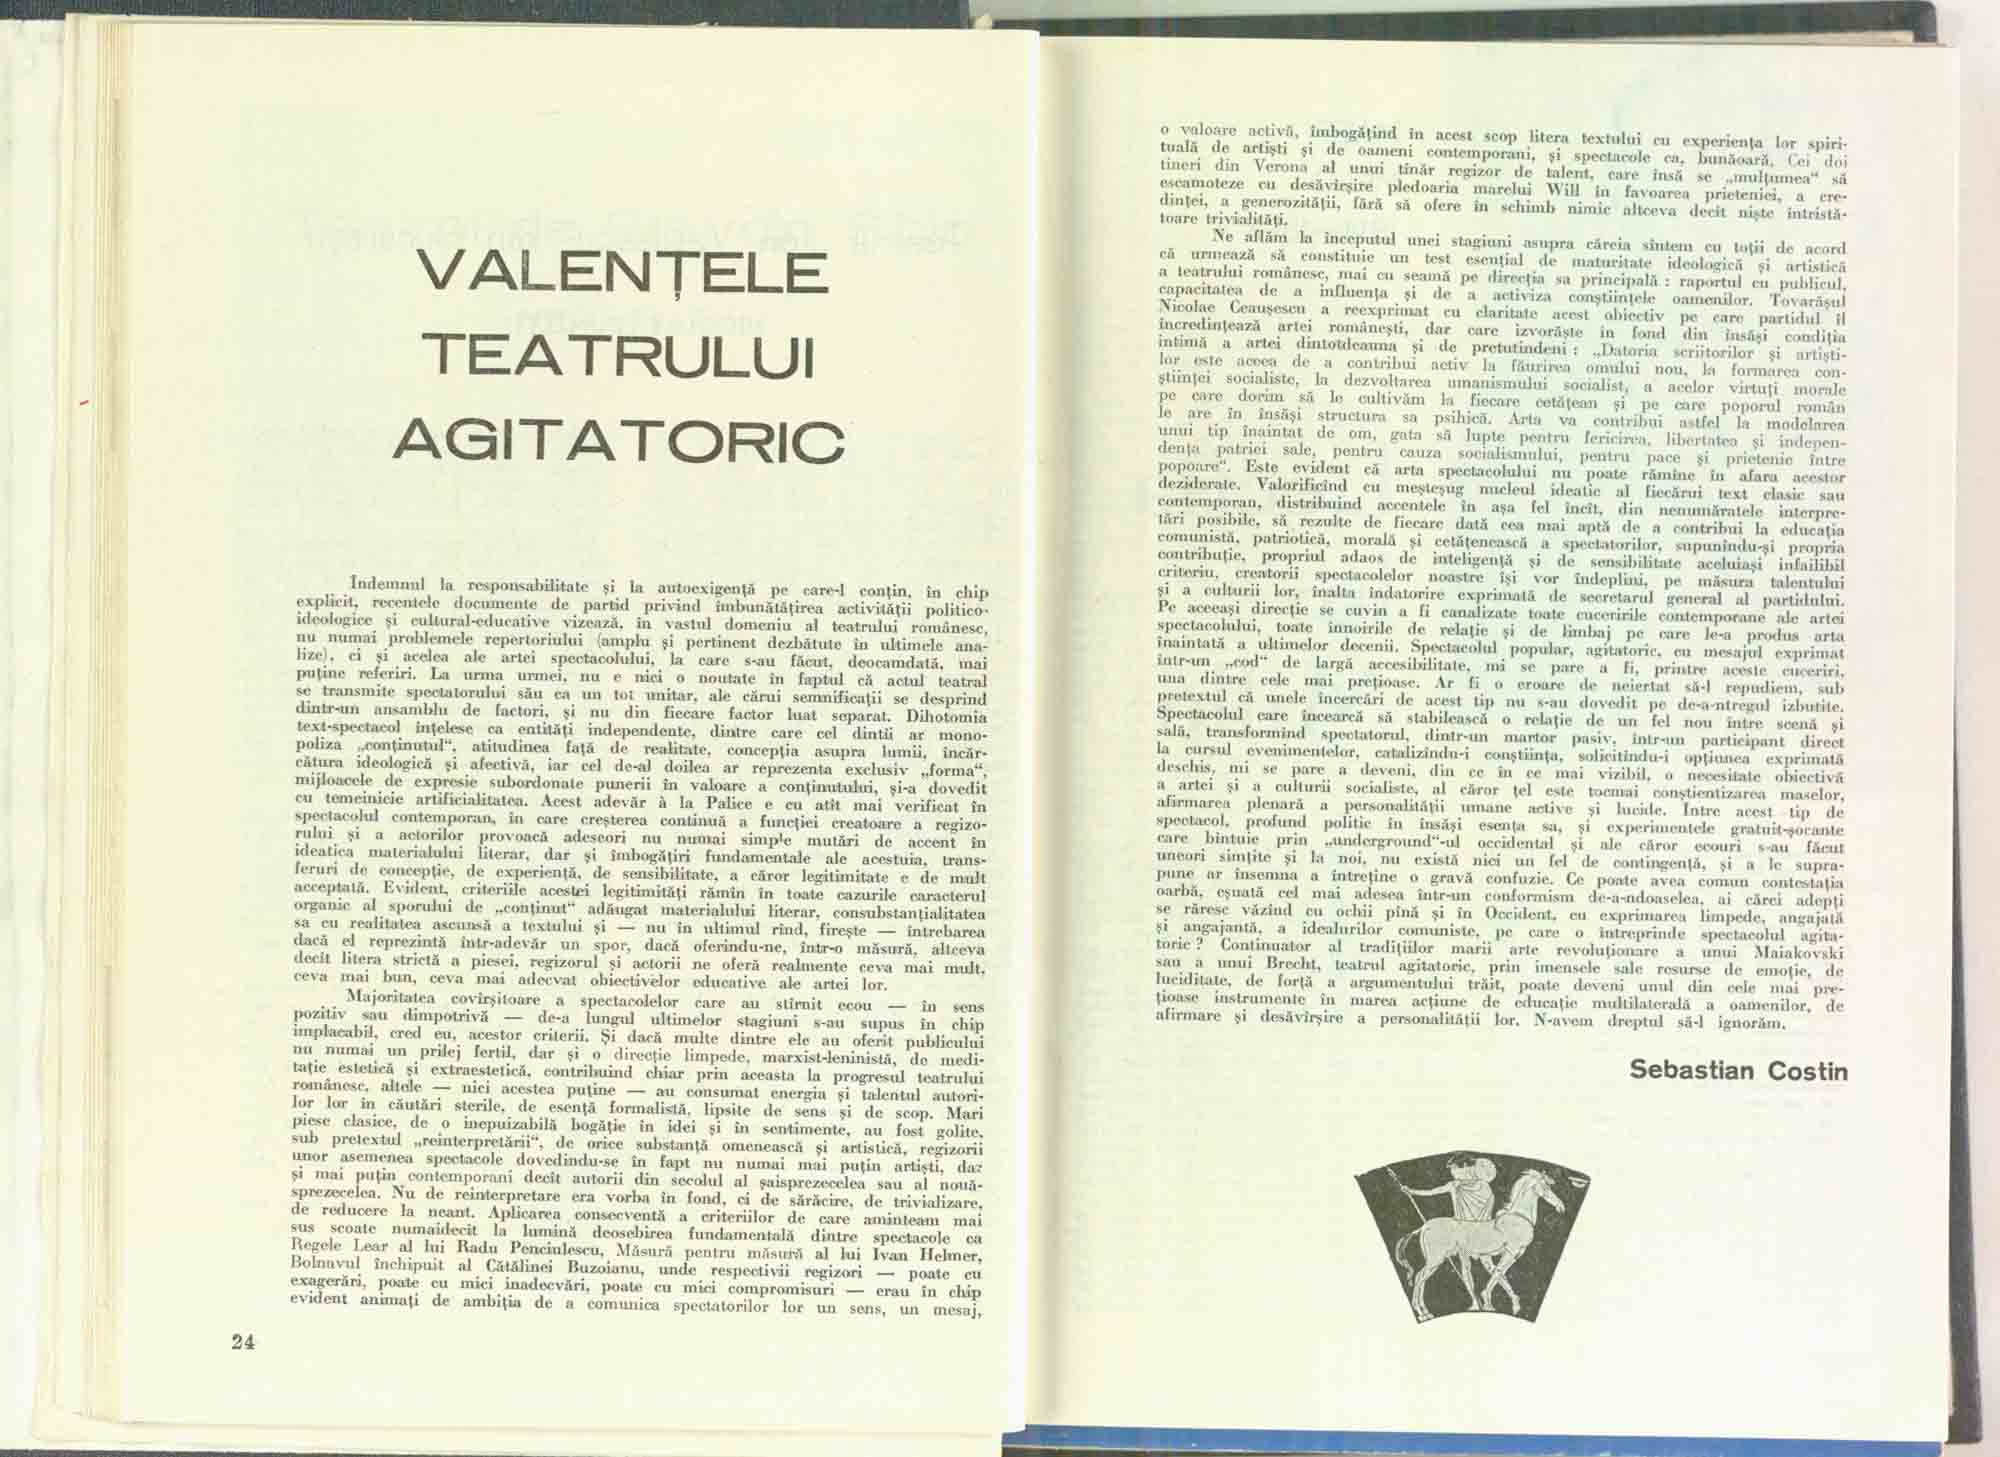 VALENȚELE
TEATRULUI
AGITATORIC
Îndemnul la responsabilitate și la autoexigență pe care-l conțin, în chip
explicit, recentele documente de partid privind îmbunătățirea activității politico-
ideologice și cultural-educative vizează, în vastul domeniu al teatrului românesc,
nu numai problemele repertoriului (amplu și pertinent dezbătute în ultimele ana-
lize), ci și acelea ale artei spectacolului, la care s-au făcut, deocamdată, mai
puține referiri. La urma urmei, nu e nici o noutate în faptul că actul teatral
se transmite spectatorului său ca un tot unitar, ale cărui semnificații se desprind
dintr-un ansamblu de factori, și nu din fiecare factor luat separat. Dihotomia
text-spectacol înțelese ca entități independente, dintre care cel dintîi ar mono-
poliza „conținutul“, atitudinea față de realitate, concepția asupra lumii, încăr-
cătura ideologică și afectivă, iar cel de-al doilea ar reprezenta exclusiv „forma“,
mijloacele de expresie subordonate punerii în valoare a conținutului, și-a dovedit
cu temeinicie artificialitatea. Acest adevăr à la Palice e cu atît mai verificat în
spectacolul contemporan, în care creșterea continuă a funcției creatoare a regizo-
rului și a actorilor provoacă adeseori nu numai simple mutări de accent în
ideatica materialului literar, dar și îmbogățiri fundamentale ale acestuia, trans-
feruri de concepție, de experiență, de sensibilitate, a căror legitimitate e de mult
acceptată. Evident, criteriile acestei legitimități rămîn în toate cazurile caracterul
organic al sporului de „conținut“ adăugat materialului literar, consubstanțialitatea
sa cu realitatea ascunsă a textului și — nu în ultimul rînd, firește — întrebarea
dacă el reprezintă într-adevăr un spor, dacă oferindu-ne, într-o măsură, altceva
decît litera strictă a piesei, regizorul și actorii ne oferă realmente ceva mai mult,
ceva mai bun, ceva mai adecvat obiectivelor educative ale artei lor.
Majoritatea covîrșitoare a spectacolelor care au stîrnit ecou — în sens
pozitiv sau dimpotrivă — de-a lungul ultimelor stagiuni s-au supus în chip
implacabil, cred eu, acestor criterii. Și dacă multe dintre ele au oferit publicului
nu numai un prilej fertil, dar și o direcție limpede, marxist-leninistă, de medi-
tație estetică și extraestetică, contribuind chiar prin aceasta la progresul teatrului
românesc, altele — nici acestea puține — au consumat energia și talentul autori-
lor lor în căutări sterile, de esență formalistă, lipsite de sens și de scop. Mari
piese clasice, de o inepuizabilă bogăție în idei și în sentimente, au fost golite,
sub pretextul „reinterpretării“, de orice substanță omenească și artistică, regizorii
unor asemenea spectacole dovedindu-se în fapt nu numai mai puțin artiști, dar
și mai puțin contemporani decît autorii din secolul al șaisprezecelea sau al nouă-
sprezecelea. Nu de reinterpretare era vorba în fond, ci de sărăcire, de trivializare,
de reducere la neant. Aplicarea consecventă a criteriilor de care aminteam mai
sus scoate numaidecît la lumină deosebirea fundamentală dintre spectacole ca
Regele Lear al lui Radu Penciulescu, Măsură pentru măsură al lui Ivan Helmer,
Bolnavul închipuit al Cătălinei Buzoianu, unde respectivii regizori — poate cu
exagerări, poate cu mici inadecvări, poate cu mici compromisuri — erau în chip
evident animați de ambiția de a comunica spectatorilor lor un sens, un mesaj,
24
o valoare activă, îmbogățind în acest scop litera textului cu experiența lor spiri-
tuală de artiști și de oameni contemporani, și spectacole ca, bunăoară, Cei doi
tineri din Verona al unui tînăr regizor de talent, care însă se „mulțumea“ să
escamoteze cu desăvîrșire pledoaria marelui Will în favoarea prieteniei, a cre-
dinței, a generozității, fără să ofere în schimb nimic altceva decît niște întristă-
toare trivialități.
Ne aflăm la începutul unei stagiuni asupra căreia sîntem cu toții de acord
că urmează să constituie un test esențial de maturitate ideologică și artistică
a teatrului românesc, mai cu seamă pe direcția sa principală : raportul cu publicul,
capacitatea de a influența și de a activiza conștiințele oamenilor. Tovarășul
Nicolae Ceaușescu a reexprimat cu claritate acest obiectiv pe care partidul îl
încredințează artei românești, dar care izvorăște în fond din însăși condiția
intimă a artei dintotdeauna și de pretutindeni : „Datoria scriitorilor și artiști-
lor este aceea de a contribui activ la făurirea omului nou, la formarea con-
științei socialiste, la dezvoltarea umanismului socialist, a acelor virtuți morale
pe care dorim să le cultivăm la fiecare cetățean și pe care poporul român
le are în însăși structura sa psihică. Arta va contribui astfel la modelarea
unui tip înaintat de om, gata să lupte pentru fericirea, libertatea și indepen-
dența patriei sale, pentru cauza socialismului, pentru pace și prietenie între
popoare“. Este evident că arta spectacolului nu poate rămîne în afara acestor
deziderate. Valorificînd cu meșteșug nucleul ideatic al fiecărui text clasic sau
contemporan, distribuind accentele în așa fel încît, din nenumăratele interpre-
tări posibile, să rezulte de fiecare dată cea mai aptă de a contribui la educația
comunistă, patriotică, morală și cetățenească a spectatorilor, supunîndu-și propria
contribuție, propriul adaos de inteligență și de sensibilitate aceluiași infailibil
criteriu, creatorii spectacolelor noastre își vor îndeplini, pe măsura talentului
și a culturii lor, înalta îndatorire exprimată de secretarul general al partidului.
Pe aceeași direcție se cuvin a fi canalizate toate cuceririle contemporane ale artei
spectacolului, toate înnoirile de relație și de limbaj pe care le-a produs arta
înaintată a ultimelor decenii. Spectacolul popular, agitatoric, cu mesajul exprimat
într-un „cod“ de largă accesibilitate, mi se pare a fi, printre aceste cuceriri,
una dintre cele mai prețioase. Ar fi o eroare de neiertat să-l repudiem, sub
pretextul că unele încercări de acest tip nu s-au dovedit pe de-a-ntregul izbutite.
Spectacolul care încearcă să stabilească o relație de un fel nou între scenă și
sală, transformînd spectatorul, dintr-un martor pasiv, într-un participant direct
la cursul evenimentelor, catalizîndu-i conștiința, solicitîndu-i opțiunea exprimată
deschis, mi se pare a deveni, din ce în ce mai vizibil, o necesitate obiectivă
a artei și a culturii socialiste, al căror țel este tocmai conștientizarea maselor,
afirmarea plenară a personalității umane active și lucide. Între acest tip de
spectacol, profund politic în însăși esența sa, și experimentele gratuit-șocante
care bîntuie prin „underground“-ul occidental și ale căror ecouri s-au făcut
uneori simțite și la noi, nu există nici un fel de contingență, și a le supra-
pune ar însemna a întreține o gravă confuzie. Ce poate avea comun contestația
oarbă, eșuată cel mai adesea într-un conformism de-a-ndoaselea, ai cărei adepți
se răresc văzînd cu ochii pînă și în Occident, cu exprimarea limpede, angajată
și angajantă, a idealurilor comuniste, pe care o întreprinde spectacolul agita-
toric ? Continuator al tradițiilor marii arte revoluționare a unui Maiakovski
sau a unui Brecht, teatrul agitatoric, prin imensele sale resurse de emoție, de
luciditate, de forță a argumentului trăit, poate deveni unul din cele mai pre-
țioase instrumente în marea acțiune de educație multilaterală a oamenilor, de
afirmare și desăvîrșire a personalității lor. N-avem dreptul să-l ignorăm.
Sebastian Costin